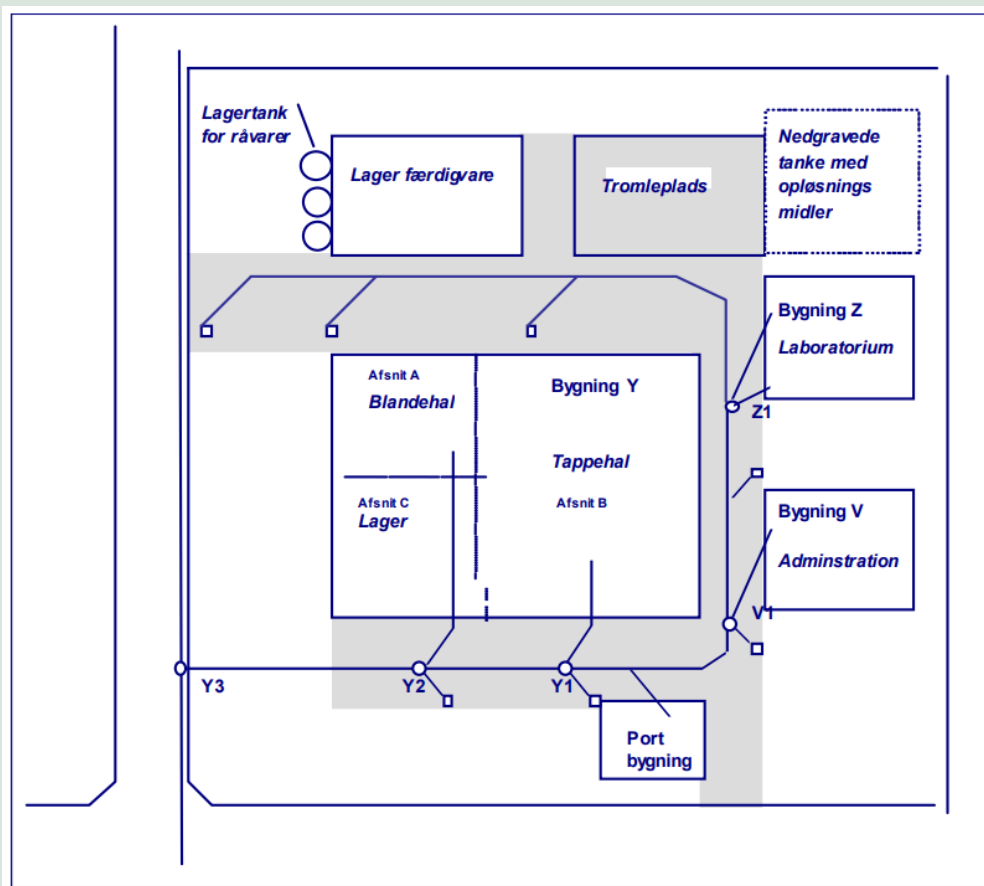 Lagertank
for råvarer
Lager færdigvare
Tromleplads
Nedgravede
tanke med
opløsnings
midler
Bygning Z
Laboratorium
Z1
Afsnit A
Blandehal
Bygning Y
Tappehal
Afsnit C
Lager
Afsnit B
Bygning V
Adminstration
V1
Y3
Y2
Y1
Port
bygning